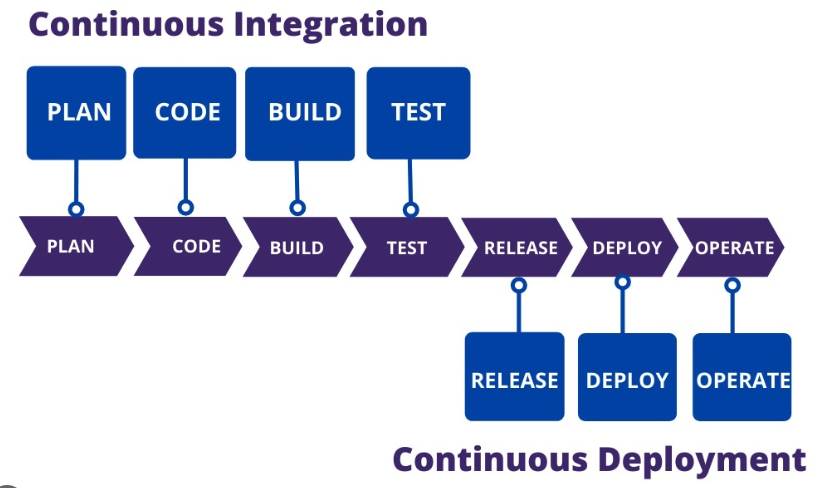 Continuous Integration
PLAN CODE BUILD TEST
PLAN CODE BUILD TEST RELEASE DEPLOY OPERATE
RELEASE DEPLOY OPERATE
Continuous Deployment